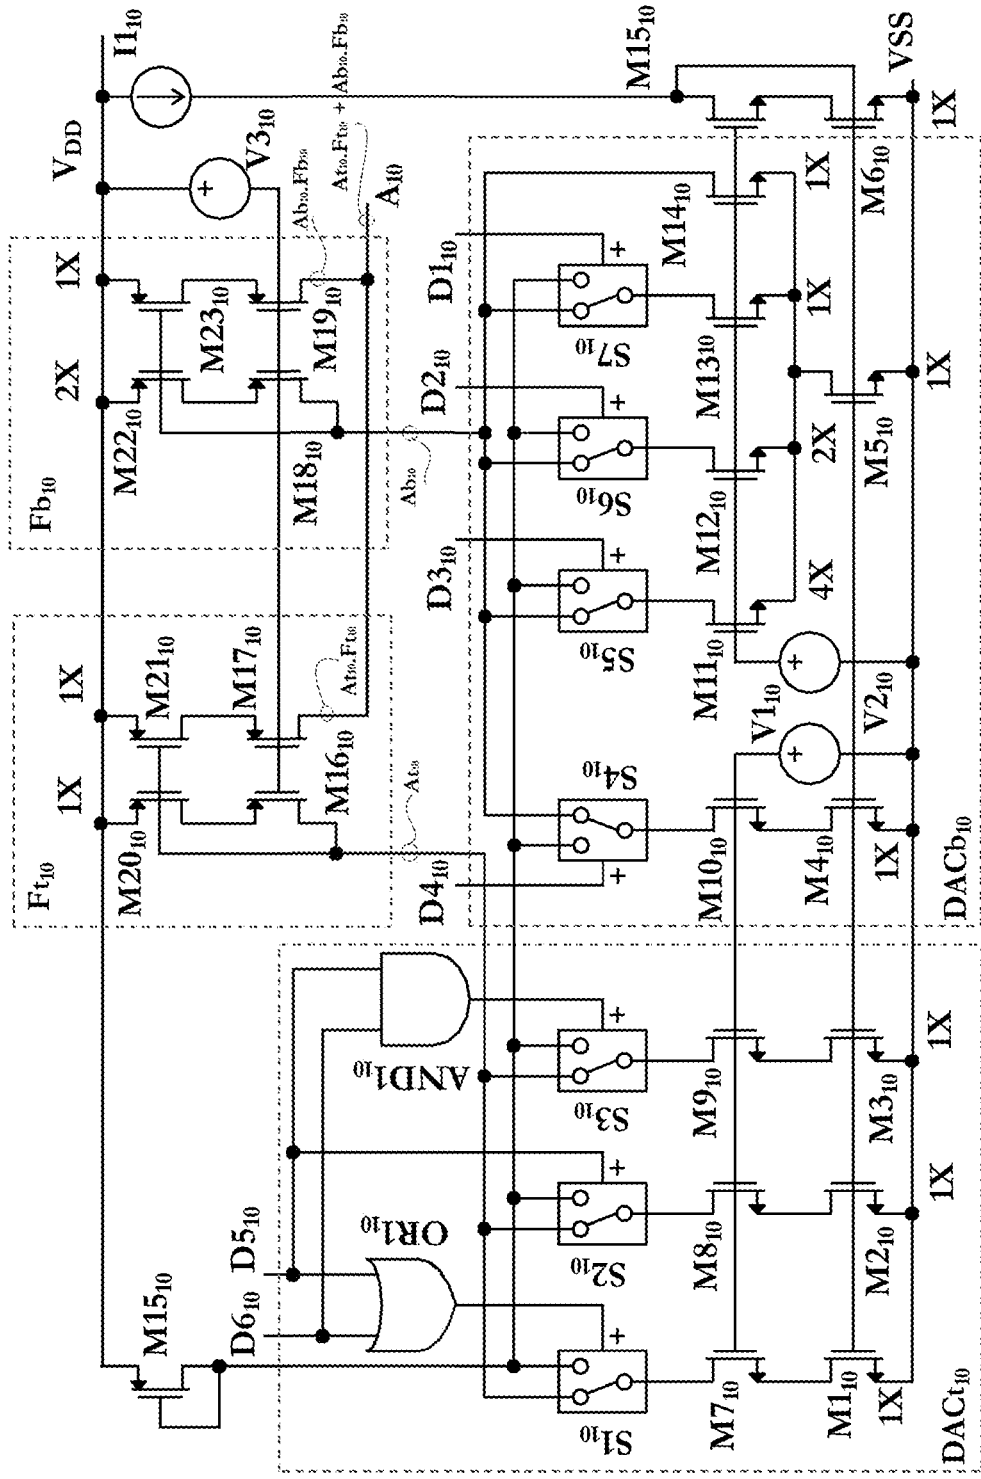 I1₁₀
V_DD
V3₁₀
Ab₁₀.Fb₁₀
At₁₀.Ft₁₀ + Ab₁₀.Fb₁₀
A₁₀
1X
2X
M23₁₀
M19₁₀
M22₁₀
M18₁₀
Fb₁₀
Ab₁₀
1X
1X
M21₁₀
M17₁₀
At₁₀.Ft₁₀
M20₁₀
M16₁₀
Ft₁₀
At₁₀
M15₁₀
D6₁₀
D5₁₀
OR1₁₀
AND1₁₀
D4₁₀
D3₁₀
D2₁₀
D1₁₀
S1₁₀
S2₁₀
S3₁₀
S4₁₀
S5₁₀
S6₁₀
S7₁₀
+
+
+
+
+
+
+
+
+
+
M7₁₀
M8₁₀
M9₁₀
M10₁₀
M11₁₀
M12₁₀
M13₁₀
M14₁₀
M15₁₀
V1₁₀
V2₁₀
4X
2X
1X
1X
M1₁₀
M2₁₀
M3₁₀
M4₁₀
M5₁₀
M6₁₀
1X
1X
1X
1X
1X
1X
VSS
DACt₁₀
DACb₁₀